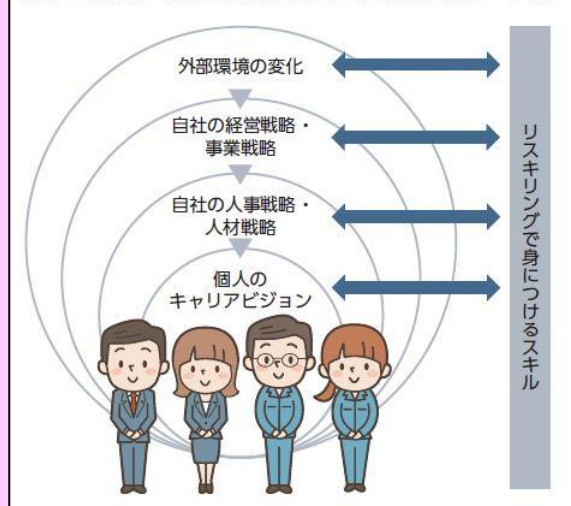 外部環境の変化
自社の経営戦略・
事業戦略
自社の人事戦略・
人材戦略
個人の
キャリアビジョン
リスキリングで身につけるスキル